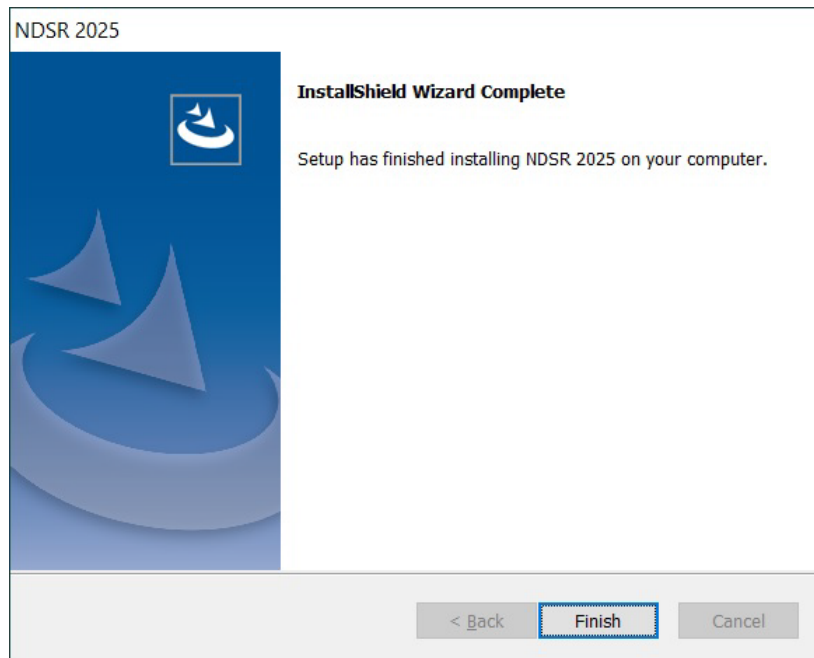 NDSR 2025
InstallShield Wizard Complete
Setup has finished installing NDSR 2025 on your computer.
< Back
Finish
Cancel